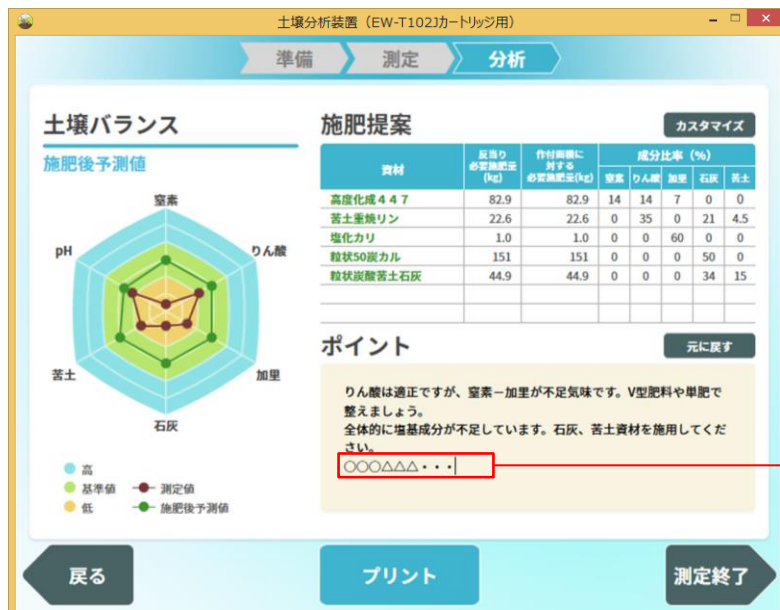 土壌分析装置（EW-T102Jカートリッジ用）
準備
測定
分析
土壌バランス
施肥後予測値
窒素
りん酸
加里
石灰
苦土
pH
高
基準値
低
測定値
施肥後予測値
施肥提案
カスタマイズ
資材 反当り必要施肥量(kg) 作付面積に対する必要施肥量(kg) 成分比率（%）
窒素 りん酸 加里 石灰 苦土
高度化成４４７ 82.9 82.9 14 14 7 0 0
苦土重焼リン 22.6 22.6 0 35 0 21 4.5
塩化カリ 1.0 1.0 0 0 60 0 0
粒状50炭カル 151 151 0 0 0 50 0
粒状炭酸苦土石灰 44.9 44.9 0 0 0 34 15
ポイント
元に戻す
りん酸は適正ですが、窒素－加里が不足気味です。V型肥料や単肥で
整えましょう。
全体的に塩基成分が不足しています。石灰、苦土資材を施用してくだ
さい。
○○○△△△・・・
戻る
プリント
測定終了